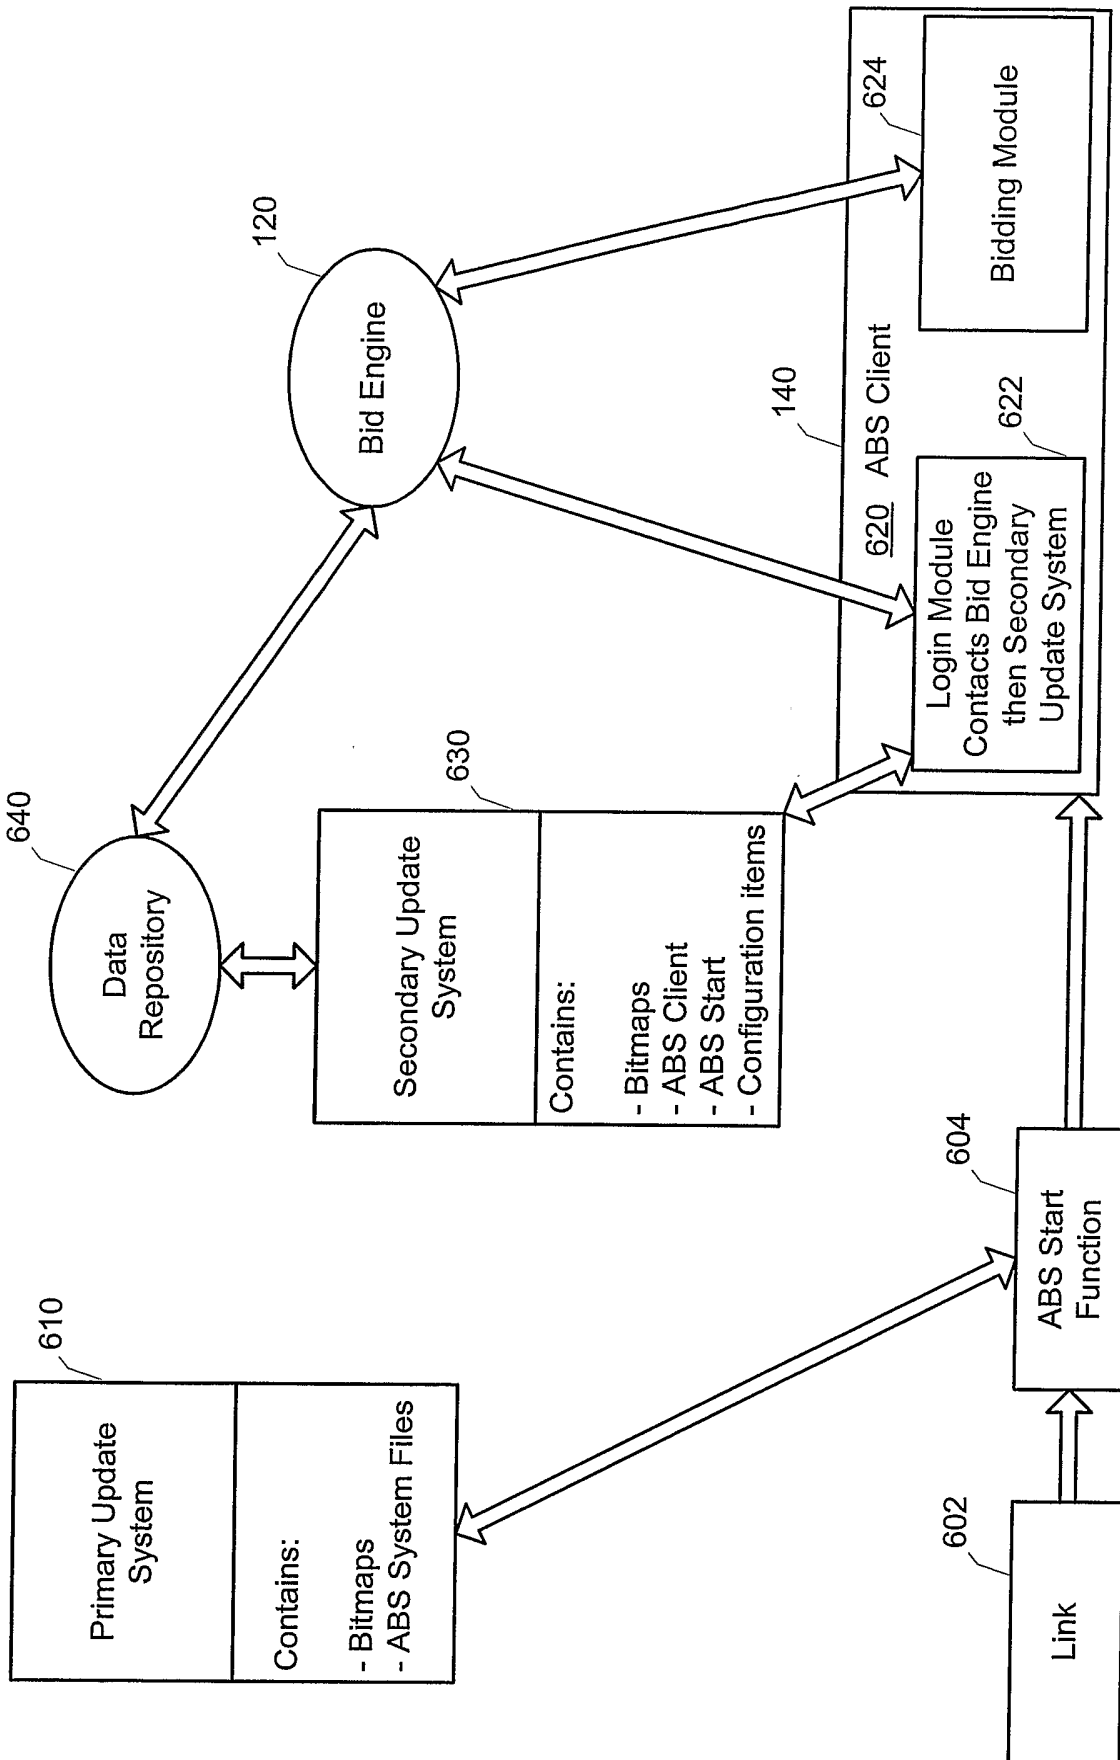 610
Primary Update
System
Contains:
- Bitmaps
- ABS System Files
640
Data
Repository
120
Bid Engine
630
Secondary Update
System
Contains:
- Bitmaps
- ABS Client
- ABS Start
- Configuration items
602
Link
604
ABS Start
Function
140
620 ABS Client
622
Login Module
Contacts Bid Engine
then Secondary
Update System
624
Bidding Module